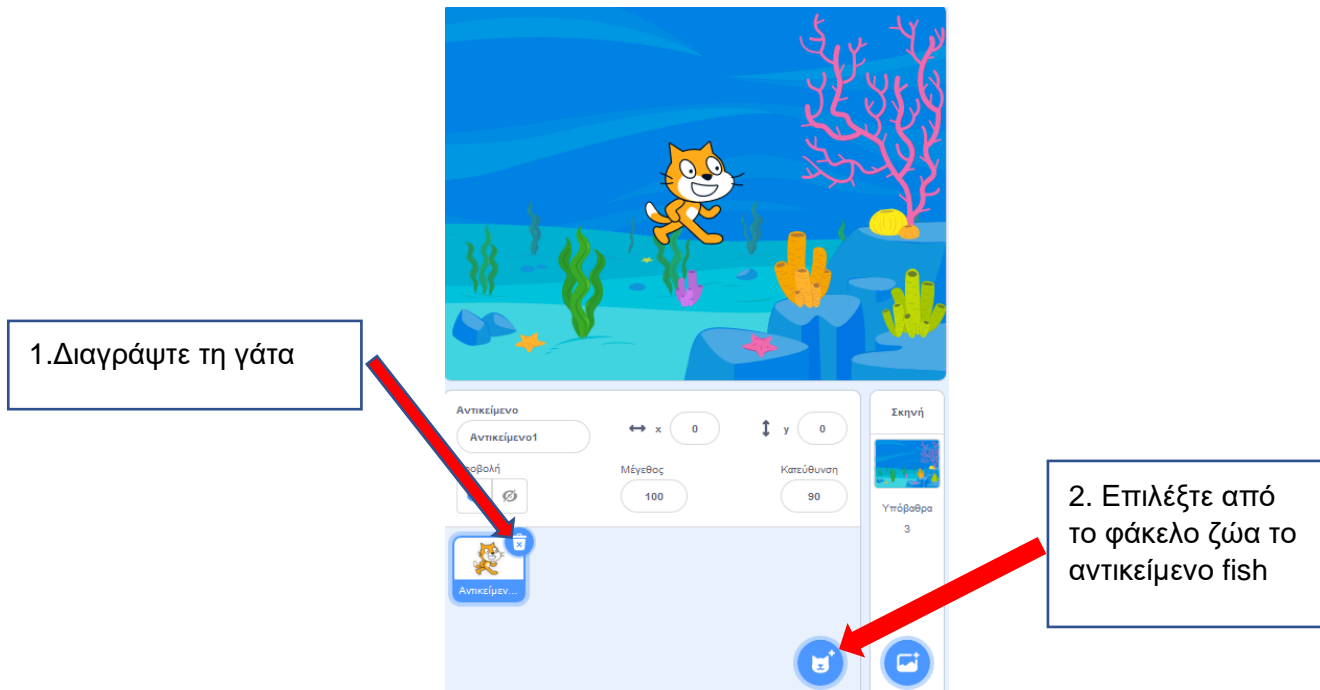 1.Διαγράψτε τη γάτα
Αντικείμενο
Αντικείμενο1
x 0
y 0
Σκηνή
Μέγεθος
Κατεύθυνση
100
90
Υπόβαθρα
3
Αντικείμεν...
2. Επιλέξτε από
το φάκελο ζώα το
αντικείμενο fish